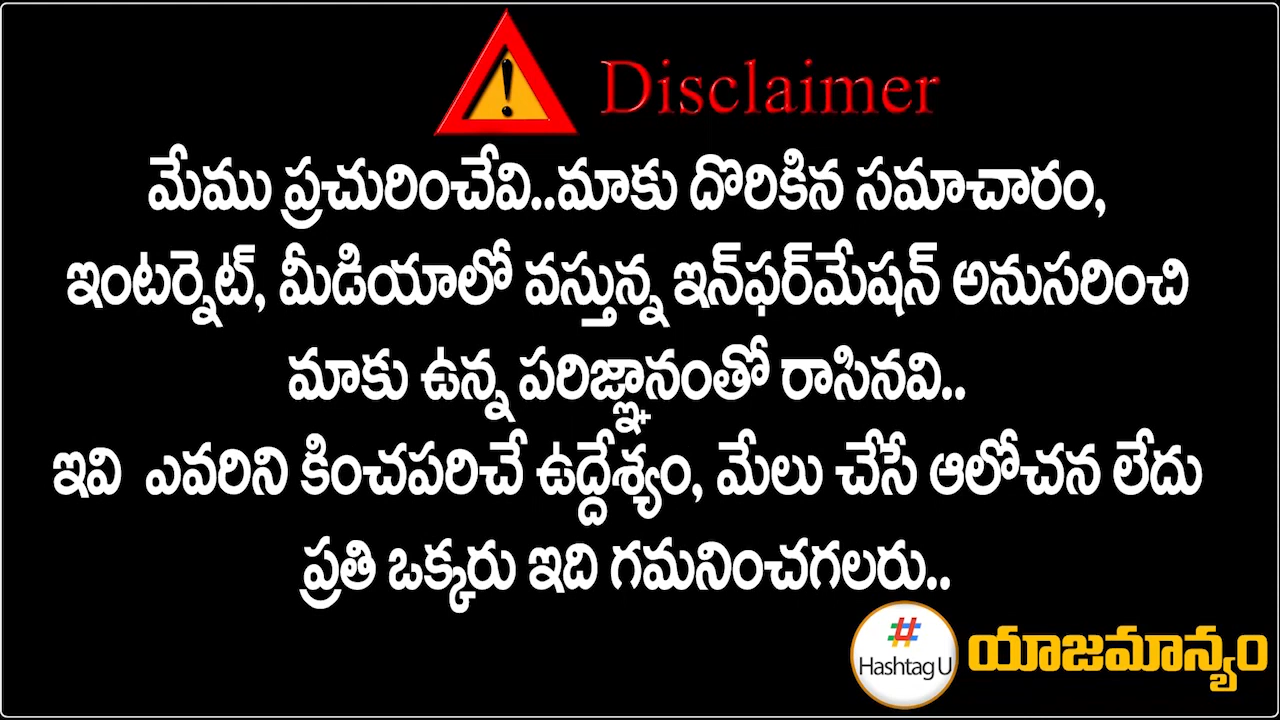 Disclaimer
మేము ప్రచురించేవి..మాకు దొరికిన సమాచారం,
ఇంటర్నెట్, మీడియాలో వస్తున్న ఇన్‌ఫర్‌మేషన్ అనుసరించి
మాకు ఉన్న పరిజ్ఞానంతో రాసినవి..
ఇవి ఎవరిని కించపరిచే ఉద్దేశ్యం, మేలు చేసే ఆలోచన లేదు
ప్రతి ఒక్కరు ఇది గమనించగలరు..
#
Hashtag U
యాజమాన్యం